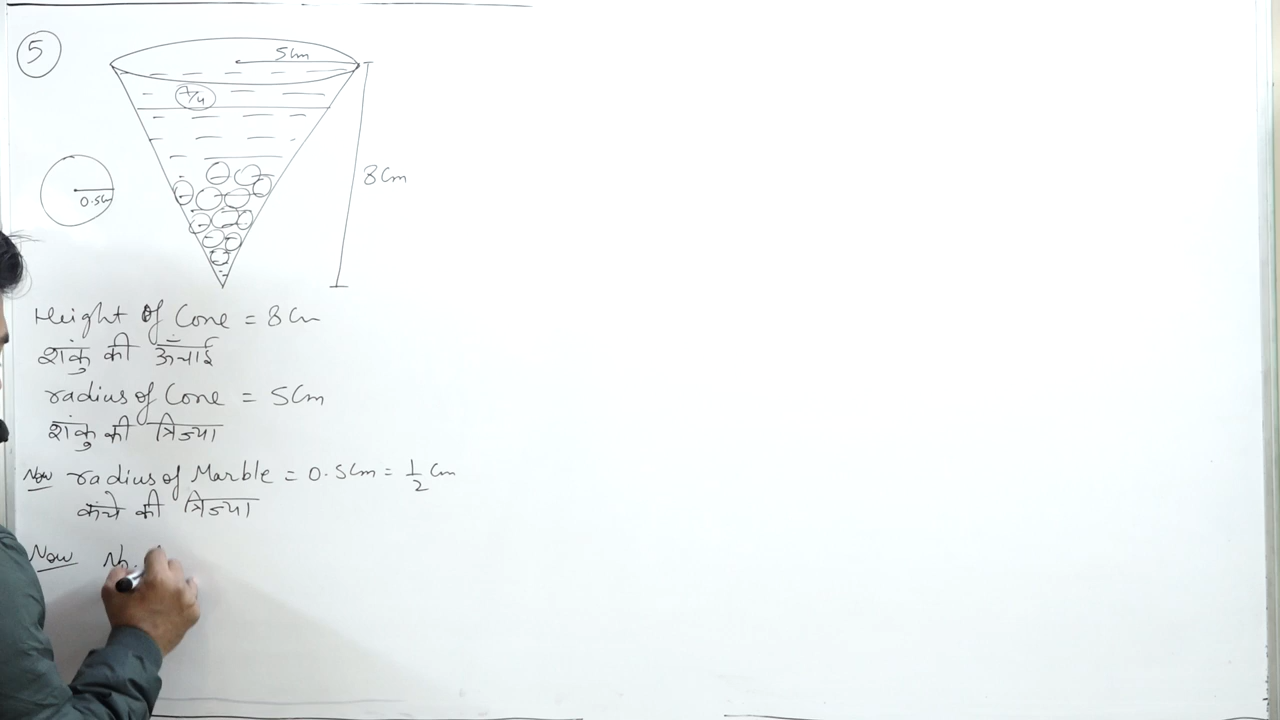 5
5cm
1/4
8cm
0.5cm
Height of Cone = 8cm
शंकु की ऊंचाई
radius of Cone = 5cm
शंकु की त्रिज्या
Now radius of Marble = 0.5cm = 1/2 cm
कंचे की त्रिज्या
Now No.